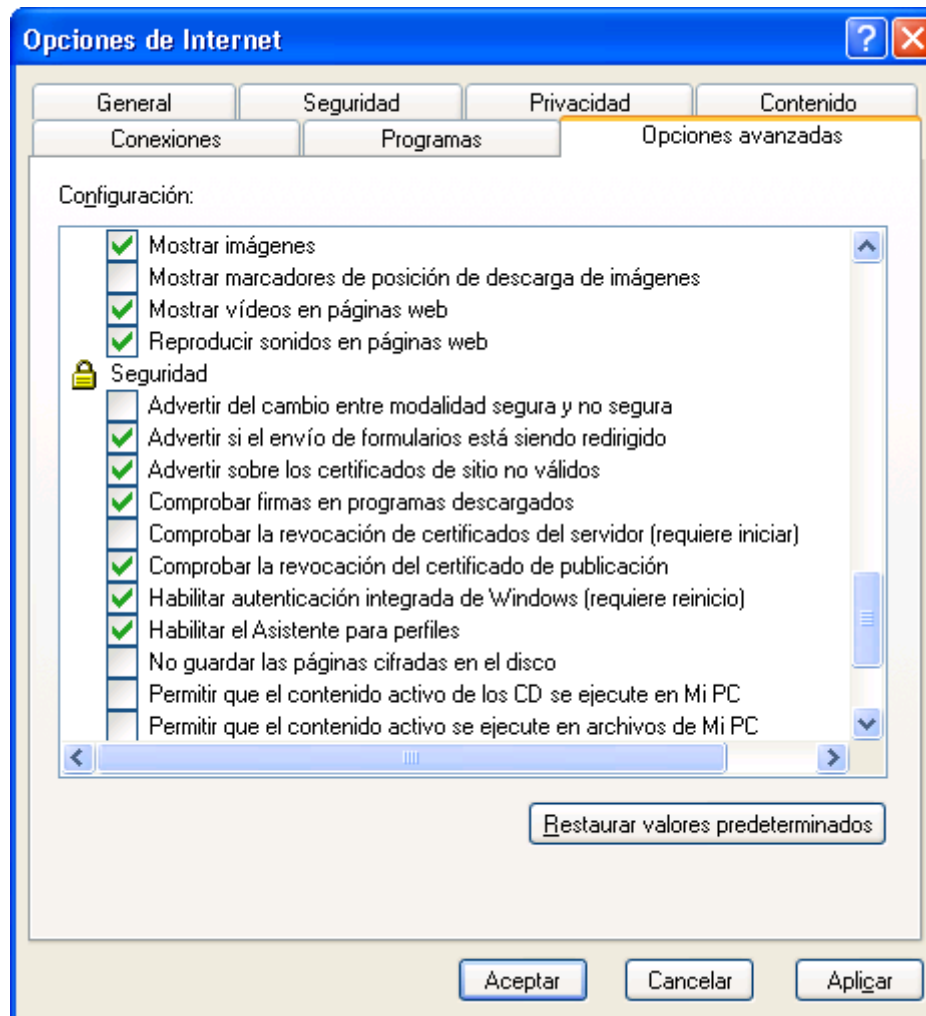 Opciones de Internet
General
Seguridad
Privacidad
Contenido
Conexiones
Programas
Opciones avanzadas
Configuración:
Mostrar imágenes
Mostrar marcadores de posición de descarga de imágenes
Mostrar vídeos en páginas web
Reproducir sonidos en páginas web
Seguridad
Advertir del cambio entre modalidad segura y no segura
Advertir si el envío de formularios está siendo redirigido
Advertir sobre los certificados de sitio no válidos
Comprobar firmas en programas descargados
Comprobar la revocación de certificados del servidor (requiere iniciar)
Comprobar la revocación del certificado de publicación
Habilitar autenticación integrada de Windows (requiere reinicio)
Habilitar el Asistente para perfiles
No guardar las páginas cifradas en el disco
Permitir que el contenido activo de los CD se ejecute en Mi PC
Permitir que el contenido activo se ejecute en archivos de Mi PC
Restaurar valores predeterminados
Aceptar
Cancelar
Aplicar